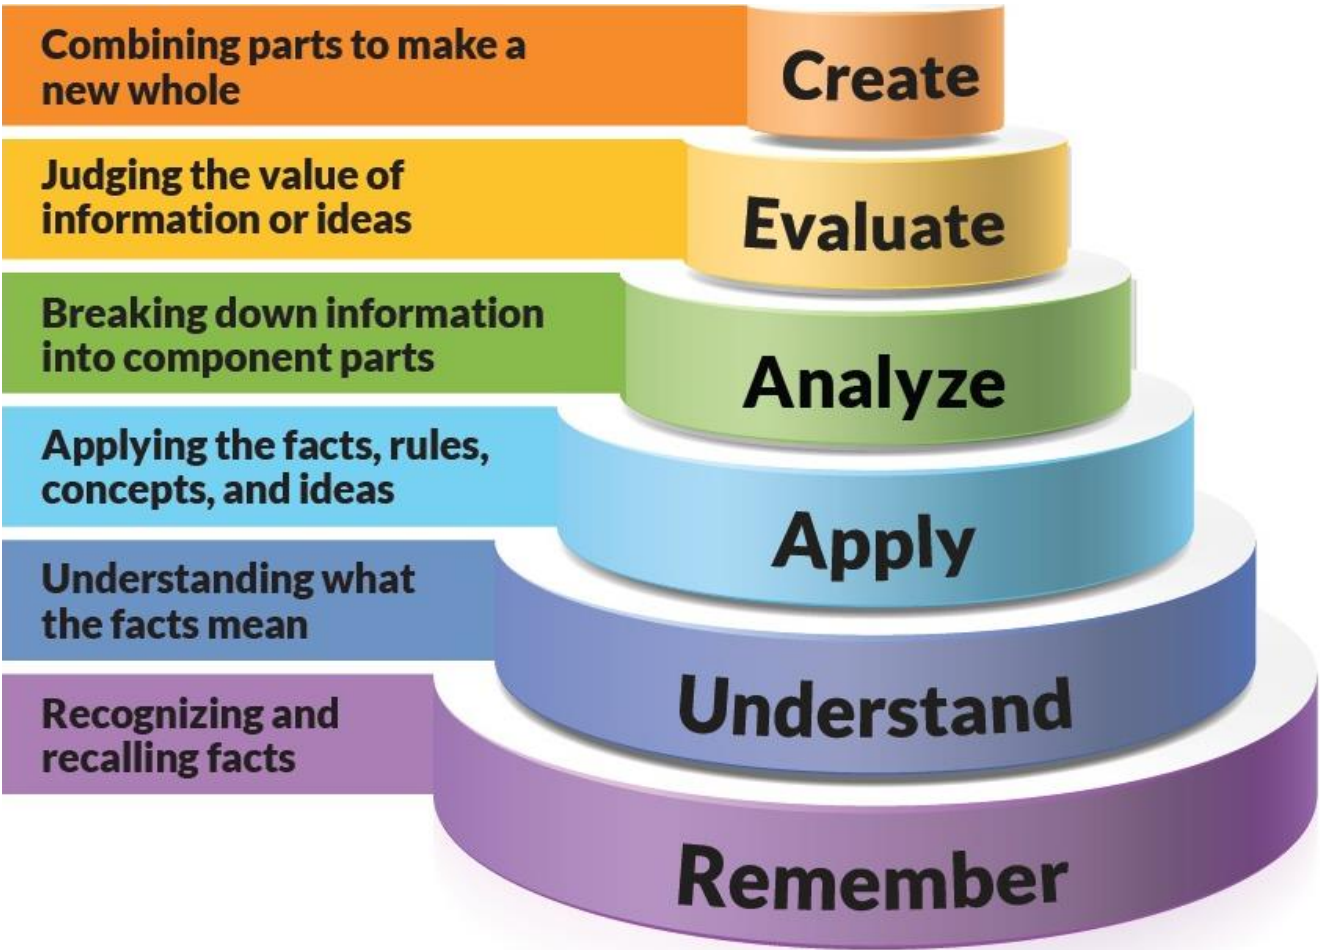 Combining parts to make a
new whole
Create
Judging the value of
information or ideas
Evaluate
Breaking down information
into component parts
Analyze
Applying the facts, rules,
concepts, and ideas
Apply
Understanding what
the facts mean
Understand
Recognizing and
recalling facts
Remember